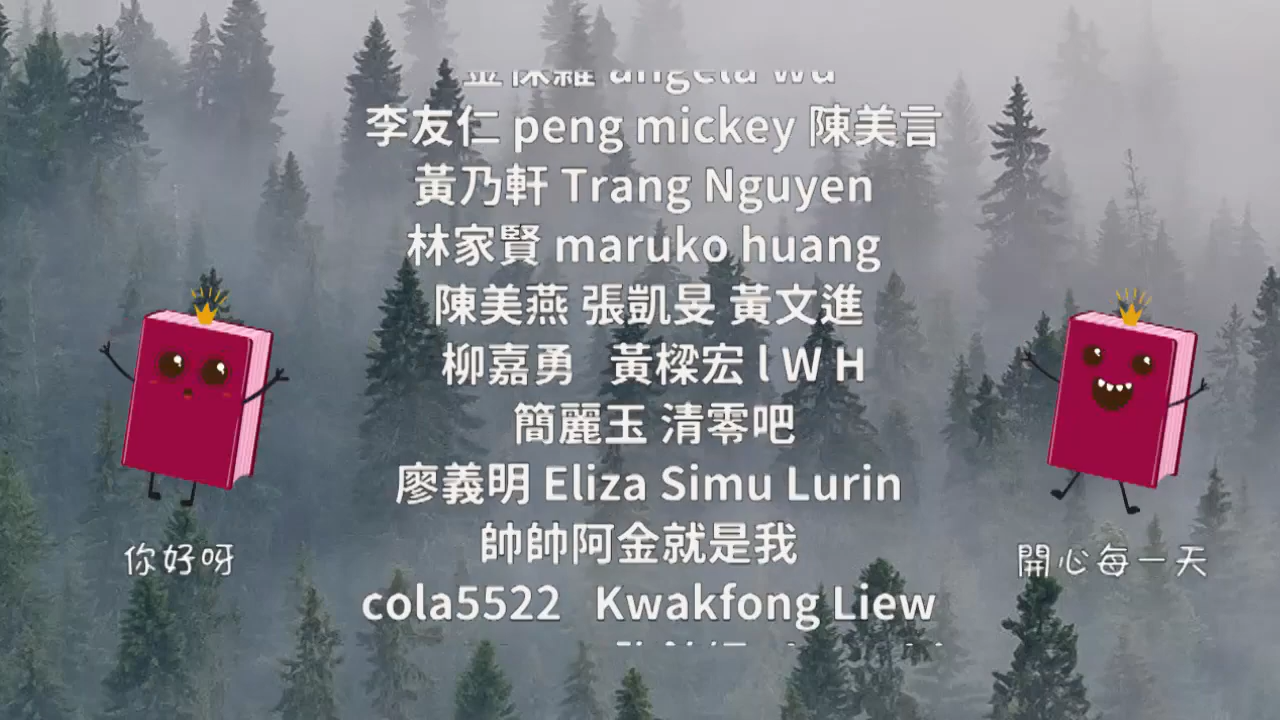 angela wu
李友仁 peng mickey 陳美言
黃乃軒 Trang Nguyen
林家賢 maruko huang
陳美燕 張凱旻 黃文進
柳嘉勇 黃樑宏 l W H
簡麗玉 清零吧
廖義明 Eliza Simu Lurin
帥帥阿金就是我
cola5522 Kwakfong Liew
你好呀
開心每一天